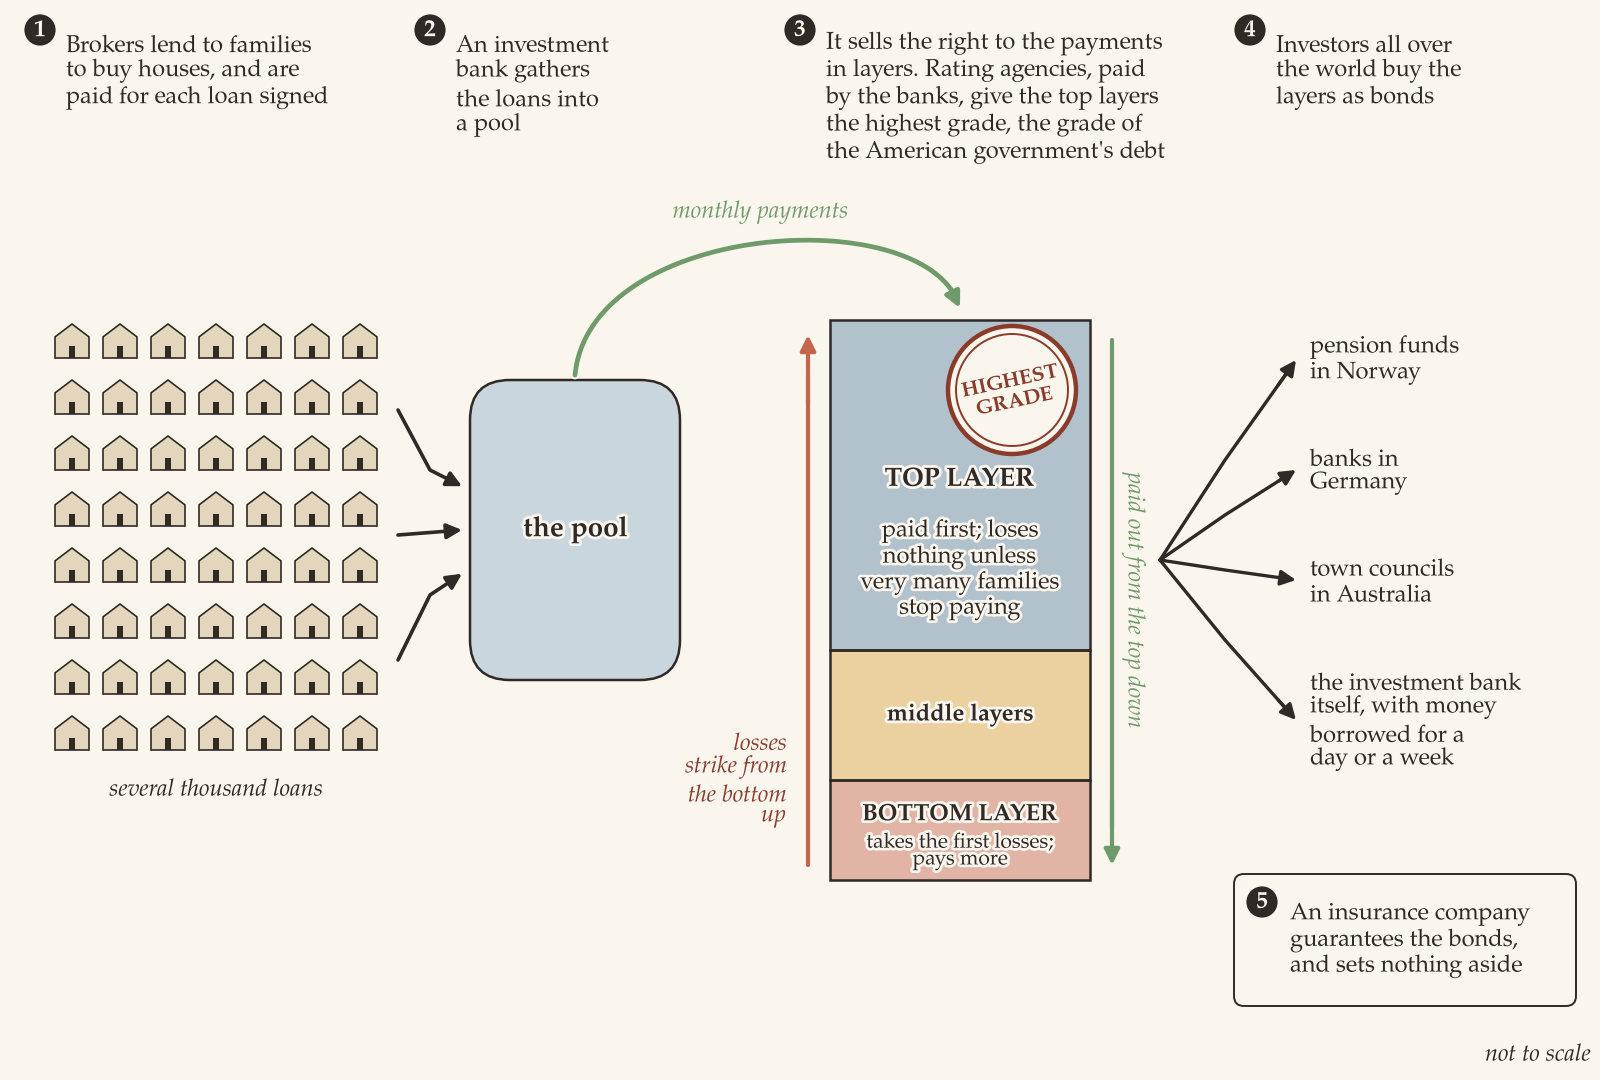 1
Brokers lend to families
to buy houses, and are
paid for each loan signed
2
An investment
bank gathers
the loans into
a pool
3
It sells the right to the payments
in layers. Rating agencies, paid
by the banks, give the top layers
the highest grade, the grade of
the American government's debt
4
Investors all over
the world buy the
layers as bonds
monthly payments
several thousand loans
the pool
losses
strike from
the bottom
up
HIGHEST
GRADE
TOP LAYER
paid first; loses
nothing unless
very many families
stop paying
middle layers
BOTTOM LAYER
takes the first losses;
pays more
paid out from the top down
pension funds
in Norway
banks in
Germany
town councils
in Australia
the investment bank
itself, with money
borrowed for a
day or a week
5
An insurance company
guarantees the bonds,
and sets nothing aside
not to scale